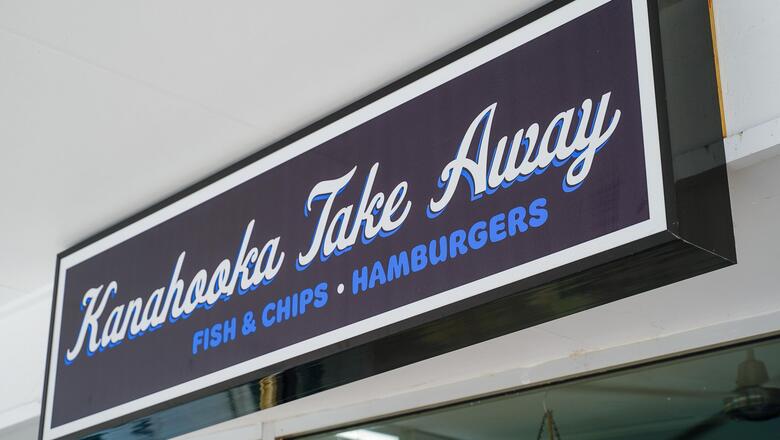 Kanahooka Take Away
FISH & CHIPS • HAMBURGERS